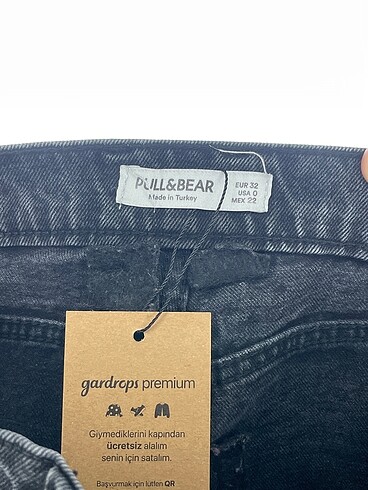 PULL&BEAR
Made in Turkey
EUR 32
USA 0
MEX 22
gardrops premium
Giymediklerini kapından
ücretsiz alalım
senin için satalım.
Başvurmak için lütfen QR